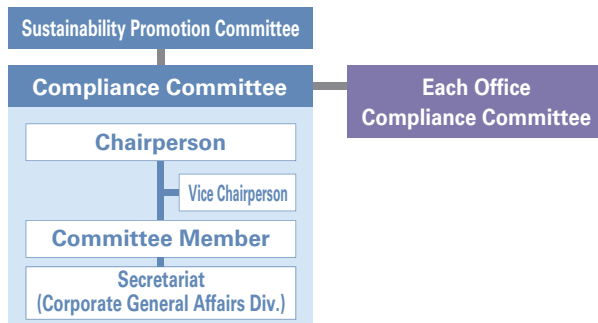 Sustainability Promotion Committee
Compliance Committee
Each Office
Compliance Committee
Chairperson
Vice Chairperson
Committee Member
Secretariat
(Corporate General Affairs Div.)